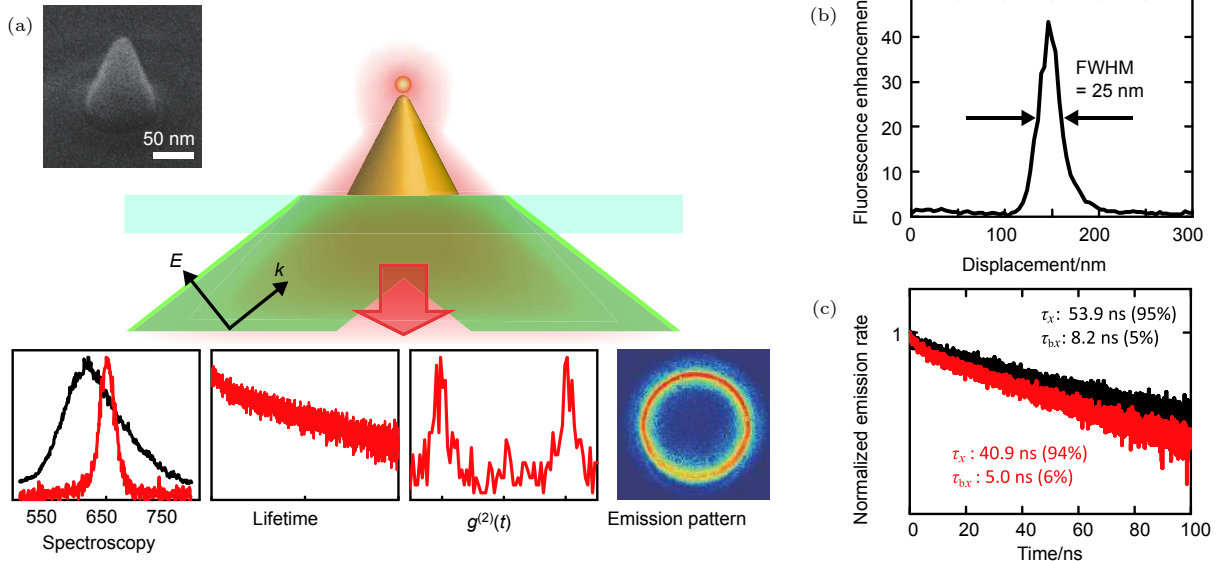 (a)
50 nm
E
k
550 650 750
Spectroscopy
Lifetime
g(2)(t)
Emission pattern
(b)
Fluorescence enhancement
40
30
20
10
0
FWHM
= 25 nm
0 100 200 300
Displacement/nm
(c)
Normalized emission rate
1
τx: 53.9 ns (95%)
τbx: 8.2 ns (5%)
τx: 40.9 ns (94%)
τbx: 5.0 ns (6%)
0 20 40 60 80 100
Time/ns